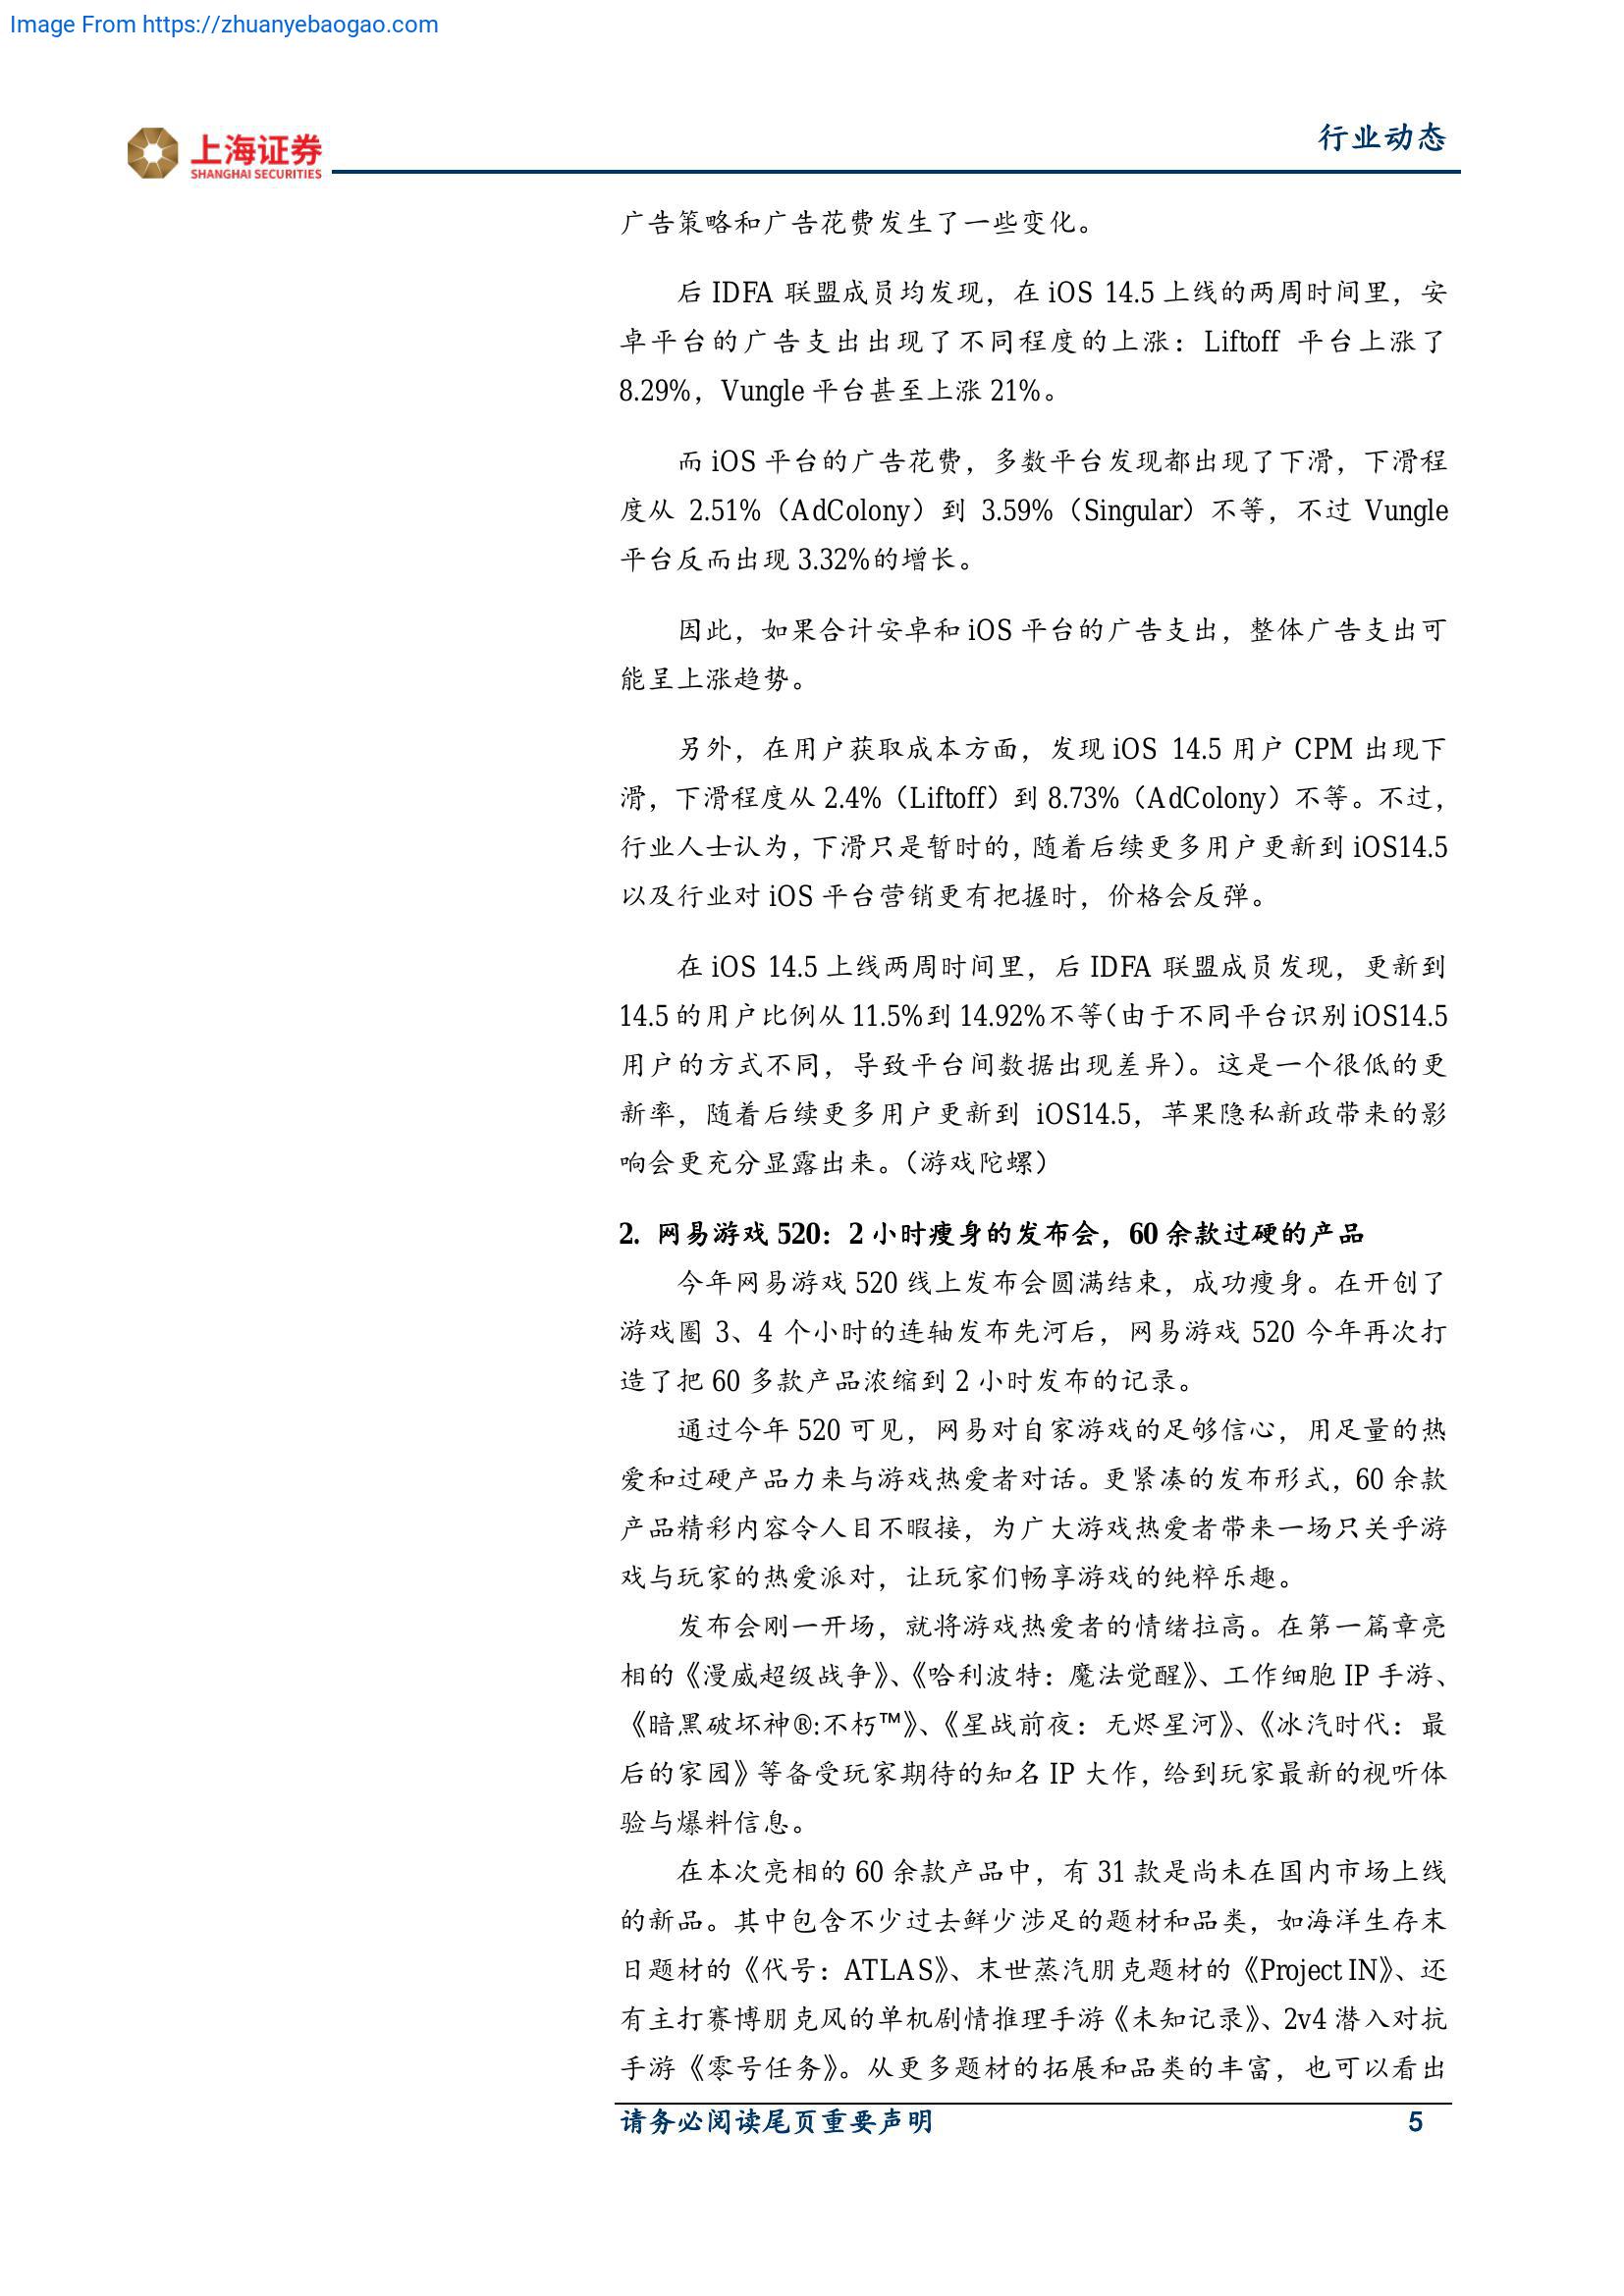 Image From https://zhuanyebaogao.com
上海证券
SHANGHAI SECURITIES
行业动态
广告策略和广告花费发生了一些变化。
后 IDFA 联盟成员均发现，在 iOS 14.5 上线的两周时间里，安
卓平台的广告支出出现了不同程度的上涨：Liftoff 平台上涨了
8.29%，Vungle 平台甚至上涨 21%。
而 iOS 平台的广告花费，多数平台发现都出现了下滑，下滑程
度从 2.51%（AdColony）到 3.59%（Singular）不等，不过 Vungle
平台反而出现 3.32%的增长。
因此，如果合计安卓和 iOS 平台的广告支出，整体广告支出可
能呈上涨趋势。
另外，在用户获取成本方面，发现 iOS 14.5 用户 CPM 出现下
滑，下滑程度从 2.4%（Liftoff）到 8.73%（AdColony）不等。不过，
行业人士认为，下滑只是暂时的，随着后续更多用户更新到 iOS14.5
以及行业对 iOS 平台营销更有把握时，价格会反弹。
在 iOS 14.5 上线两周时间里，后 IDFA 联盟成员发现，更新到
14.5 的用户比例从 11.5%到 14.92%不等（由于不同平台识别 iOS14.5
用户的方式不同，导致平台间数据出现差异）。这是一个很低的更
新率，随着后续更多用户更新到 iOS14.5，苹果隐私新政带来的影
响会更充分显露出来。（游戏陀螺）
2. 网易游戏 520：2 小时瘦身的发布会，60 余款过硬的产品
今年网易游戏 520 线上发布会圆满结束，成功瘦身。在开创了
游戏圈 3、4 个小时的连轴发布先河后，网易游戏 520 今年再次打
造了把 60 多款产品浓缩到 2 小时发布的记录。
通过今年 520 可见，网易对自家游戏的足够信心，用足量的热
爱和过硬产品力来与游戏热爱者对话。更紧凑的发布形式，60 余款
产品精彩内容令人目不暇接，为广大游戏热爱者带来一场只关乎游
戏与玩家的热爱派对，让玩家们畅享游戏的纯粹乐趣。
发布会刚一开场，就将游戏热爱者的情绪拉高。在第一篇章亮
相的《漫威超级战争》、《哈利波特：魔法觉醒》、工作细胞 IP 手游、
《暗黑破坏神®:不朽™》、《星战前夜：无烬星河》、《冰汽时代：最
后的家园》等备受玩家期待的知名 IP 大作，给到玩家最新的视听体
验与爆料信息。
在本次亮相的 60 余款产品中，有 31 款是尚未在国内市场上线
的新品。其中包含不少过去鲜少涉足的题材和品类，如海洋生存末
日题材的《代号：ATLAS》、末世蒸汽朋克题材的《Project IN》、还
有主打赛博朋克风的单机剧情推理手游《未知记录》、2v4 潜入对抗
手游《零号任务》。从更多题材的拓展和品类的丰富，也可以看出
请务必阅读尾页重要声明
5